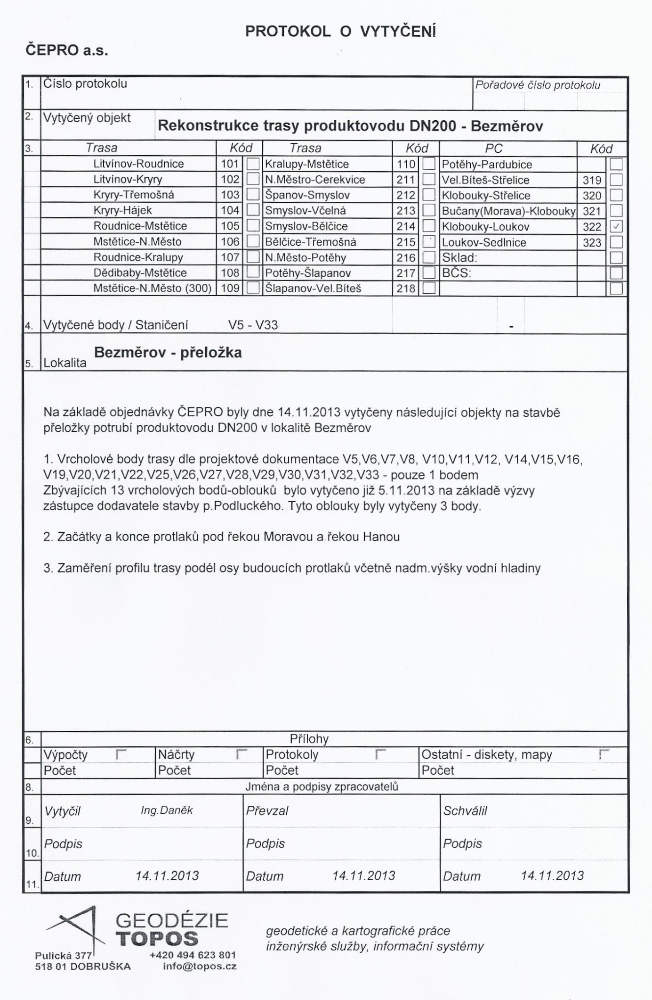 PROTOKOL O VYTYČENÍ
ČEPRO a.s.
1. Číslo protokolu Pořadové číslo protokolu
2. Vytyčený objekt Rekonstrukce trasy produktovodu DN200 - Bezměrov
3. Trasa Kód Trasa Kód PC Kód
Litvínov-Roudnice 101 Kralupy-Mstětice 110 Potěhy-Pardubice
Litvínov-Kryry 102 N.Městro-Cerekvice 211 Vel.Bíteš-Střelice 319
Kryry-Třemošná 103 Španov-Smyslov 212 Klobouky-Střelice 320
Kryry-Hájek 104 Smyslov-Včelná 213 Bučany(Morava)-Klobouky 321
Roudnice-Mstětice 105 Smyslov-Bělčice 214 Klobouky-Loukov 322 ✓
Mstětice-N.Město 106 Bělčice-Třemošná 215 Loukov-Sedlnice 323
Roudnice-Kralupy 107 N.Město-Potěhy 216 Sklad:
Dědibaby-Mstětice 108 Potěhy-Šlapanov 217 BČS:
Mstětice-N.Město (300) 109 Šlapanov-Vel.Bíteš 218
4. Vytyčené body / Staničení V5 - V33 -
5. Lokalita Bezměrov - přeložka
Na základě objednávky ČEPRO byly dne 14.11.2013 vytyčeny následující objekty na stavbě
přeložky potrubí produktovodu DN200 v lokalitě Bezměrov
1. Vrcholové body trasy dle projektové dokumentace V5,V6,V7,V8, V10,V11,V12, V14,V15,V16,
V19,V20,V21,V22,V25,V26,V27,V28,V29,V30,V31,V32,V33 - pouze 1 bodem
Zbývajících 13 vrcholových bodů-oblouků bylo vytyčeno již 5.11.2013 na základě výzvy
zástupce dodavatele stavby p.Podluckého. Tyto oblouky byly vytyčeny 3 body.
2. Začátky a konce protlaků pod řekou Moravou a řekou Hanou
3. Zaměření profilu trasy podél osy budoucích protlaků včetně nadm.výšky vodní hladiny
6. Přílohy
Výpočty Náčrty Protokoly Ostatní - diskety, mapy
Počet Počet Počet Počet
8. Jména a podpisy zpracovatelů
9. Vytyčil Ing.Daněk Převzal Schválil
10. Podpis Podpis Podpis
11. Datum 14.11.2013 Datum 14.11.2013 Datum 14.11.2013
GEODÉZIE
TOPOS
geodetické a kartografické práce
inženýrské služby, informační systémy
Pulická 377 +420 494 623 801
518 01 DOBRUŠKA info@topos.cz